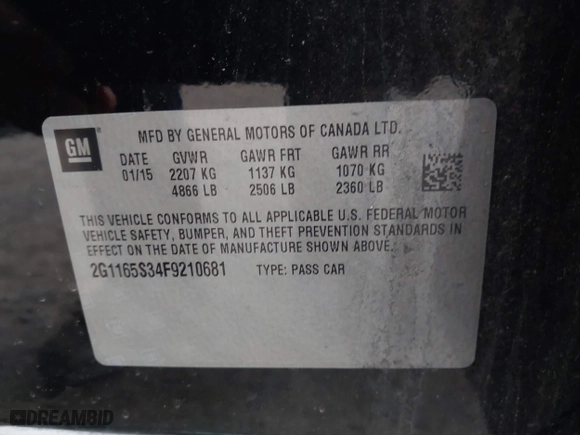 GM
MFD BY GENERAL MOTORS OF CANADA LTD.
DATE GVWR GAWR FRT GAWR RR
01/15 2207 KG 1137 KG 1070 KG
4866 LB 2506 LB 2360 LB
THIS VEHICLE CONFORMS TO ALL APPLICABLE U.S. FEDERAL MOTOR
VEHICLE SAFETY, BUMPER, AND THEFT PREVENTION STANDARDS IN
EFFECT ON THE DATE OF MANUFACTURE SHOWN ABOVE.
2G1165S34F9210681 TYPE: PASS CAR
DREAMBID